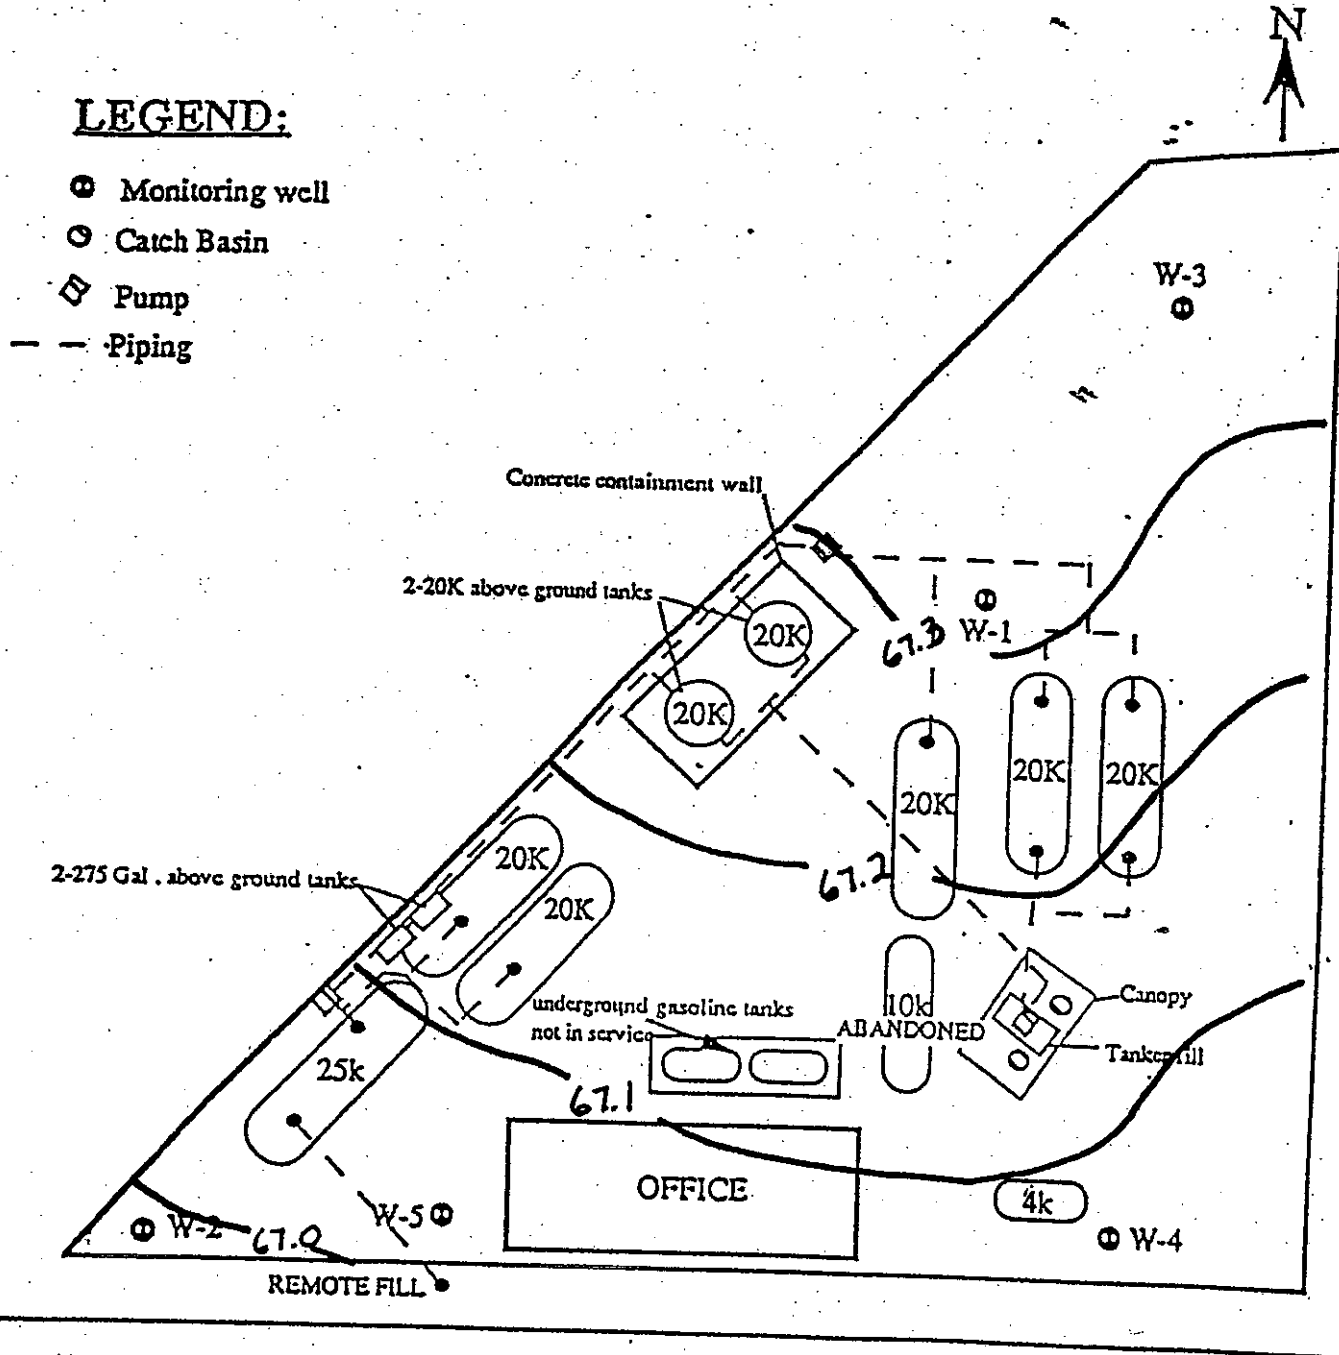 N
LEGEND:
Monitoring well
Catch Basin
Pump
Piping
W-3
Concrete containment wall
2-20K above ground tanks
20K
W-1
67.3
20K
20K
20K
20K
67.2
2-275 Gal. above ground tanks
20K
20K
underground gasoline tanks
not in service
10k
ABANDONED
Canopy
Tanker fill
25k
67.1
OFFICE
4k
W-2
W-5
W-4
67.0
REMOTE FILL